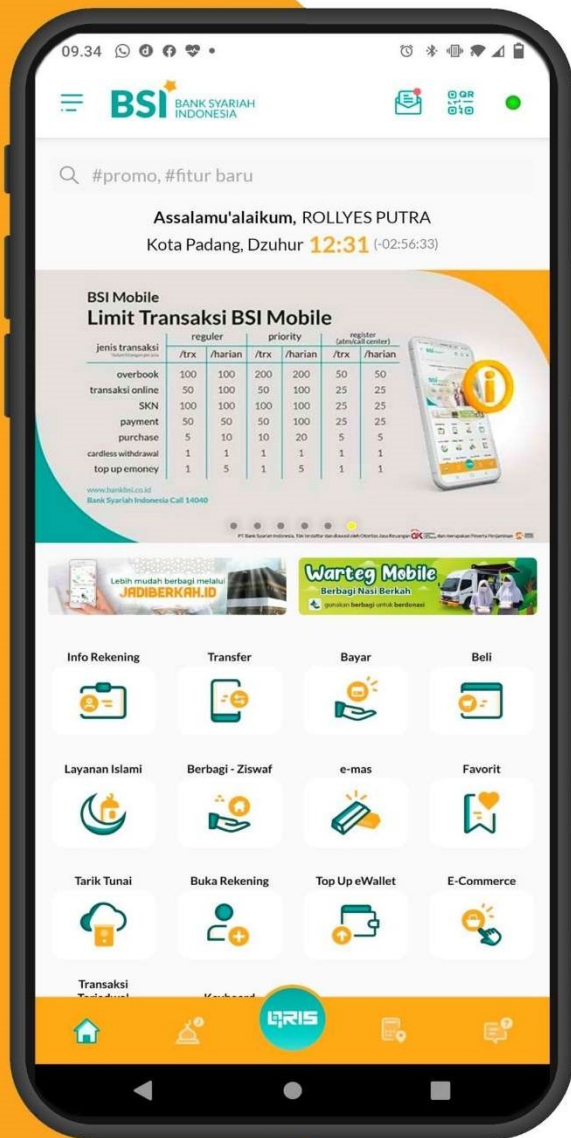 09.34
BSI BANK SYARIAH
INDONESIA
QR
#promo, #fitur baru
Assalamu'alaikum, ROLLYES PUTRA
Kota Padang, Dzuhur 12:31 (-02:56:33)
BSI Mobile
Limit Transaksi BSI Mobile
jenis transaksi reguler priority register
(atm/call center)
/trx /harian /trx /harian /trx /harian
overbook 100 100 200 200 50 50
transaksi online 50 100 50 100 25 25
SKN 100 100 100 100 25 25
payment 50 50 50 100 25 25
purchase 5 10 10 20 5 5
cardless withdrawal 1 1 1 1 1 1
top up emoney 1 5 1 5 1 1
www.bankbsi.co.id
Bank Syariah Indonesia Call 14040
Lebih mudah berbagi melalui
JADIBERKAH.ID
Warteg Mobile
Berbagi Nasi Berkah
gunakan berbagi untuk berdonasi
Info Rekening Transfer Bayar Beli
Layanan Islami Berbagi - Ziswaf e-mas Favorit
Tarik Tunai Buka Rekening Top Up eWallet E-Commerce
Transaksi
QRIS